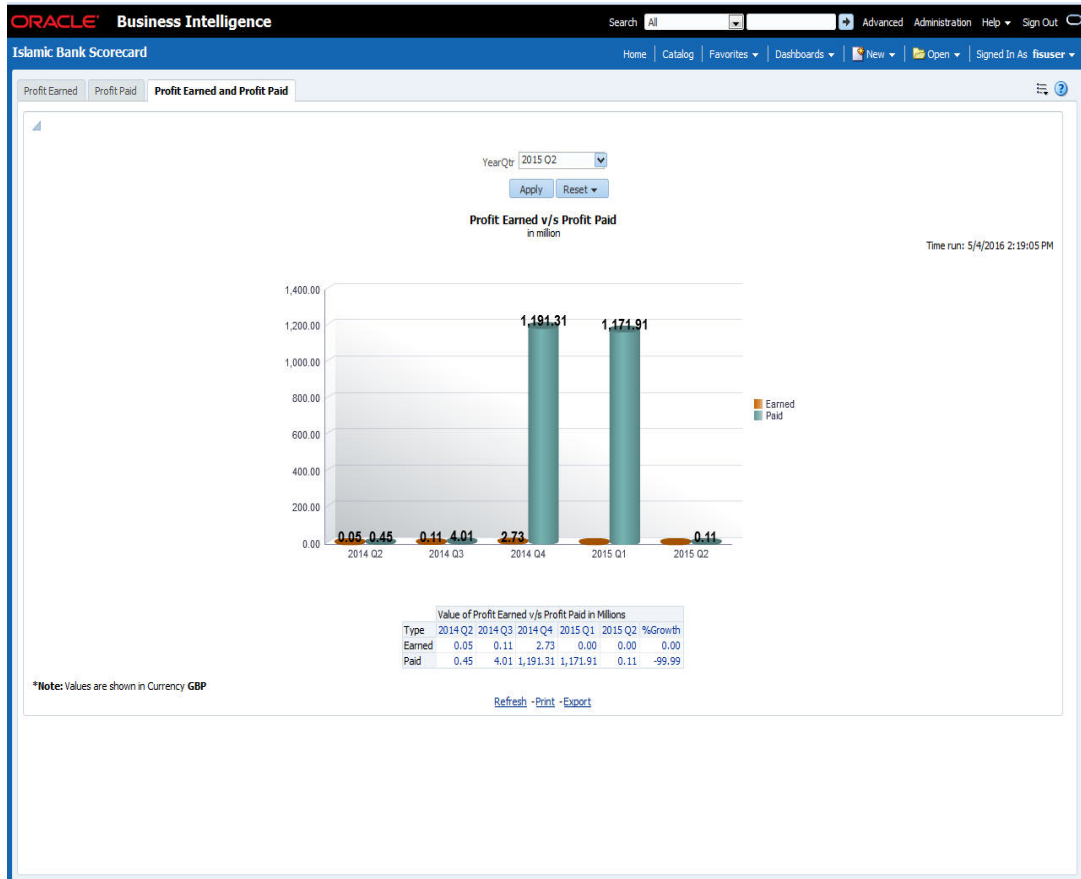 ORACLE Business Intelligence Search All Advanced Administration Help Sign Out
Islamic Bank Scorecard Home Catalog Favorites Dashboards New Open Signed In As fisuser
Profit Earned Profit Paid Profit Earned and Profit Paid
YearQtr 2015 Q2
Apply Reset
Profit Earned v/s Profit Paid
in million
Time run: 5/4/2016 2:19:05 PM
1,400.00
1,200.00
1,000.00
800.00
600.00
400.00
200.00
0.00
1,191.31 1,171.91
0.05 0.45 0.11 4.01 2.73 0.11
2014 Q2 2014 Q3 2014 Q4 2015 Q1 2015 Q2
Earned
Paid
Value of Profit Earned v/s Profit Paid in Millions
Type 2014 Q2 2014 Q3 2014 Q4 2015 Q1 2015 Q2 %Growth
Earned 0.05 0.11 2.73 0.00 0.00 0.00
Paid 0.45 4.01 1,191.31 1,171.91 0.11 -99.99
*Note: Values are shown in Currency GBP
Refresh - Print - Export